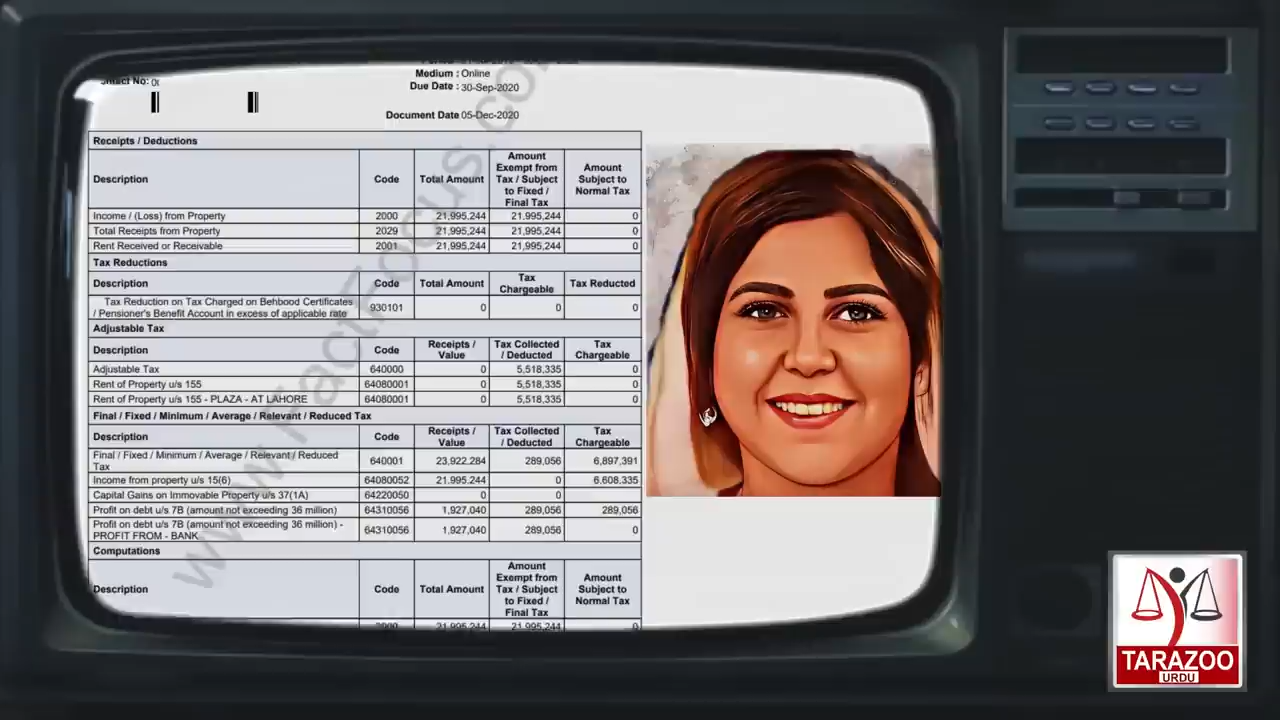 Medium : Online
Due Date : 30-Sep-2020
Document Date 05-Dec-2020
Receipts / Deductions
Description Code Total Amount Amount Exempt from Tax / Subject to Fixed / Final Tax Amount Subject to Normal Tax
Income / (Loss) from Property 2000 21,995,244 21,995,244 0
Total Receipts from Property 2029 21,995,244 21,995,244 0
Rent Received or Receivable 2001 21,995,244 21,995,244 0
Tax Reductions
Description Code Total Amount Tax Chargeable Tax Reduced
Tax Reduction on Tax Charged on Behbood Certificates / Pensioner's Benefit Account in excess of applicable rate 930101 0 0 0
Adjustable Tax
Description Code Receipts / Value Tax Collected / Deducted Tax Chargeable
Adjustable Tax 640000 0 5,518,335 0
Rent of Property u/s 155 64080001 0 5,518,335 0
Rent of Property u/s 155 - PLAZA - AT LAHORE 64080001 0 5,518,335 0
Final / Fixed / Minimum / Average / Relevant / Reduced Tax
Description Code Receipts / Value Tax Collected / Deducted Tax Chargeable
Final / Fixed / Minimum / Average / Relevant / Reduced Tax 640001 23,922,284 289,056 6,897,391
Income from property u/s 15(6) 64080052 21,995,244 0 6,608,335
Capital Gains on Immovable Property u/s 37(1A) 64220050 0 0 0
Profit on debt u/s 7B (amount not exceeding 36 million) 64310056 1,927,040 289,056 289,056
Profit on debt u/s 7B (amount not exceeding 36 million) - PROFIT FROM - BANK 64310056 1,927,040 289,056 0
Computations
Description Code Total Amount Amount Exempt from Tax / Subject to Fixed / Final Tax Amount Subject to Normal Tax
21,995,244 21,995,244 0
www.FactFocus.co
TARAZOO
URDU